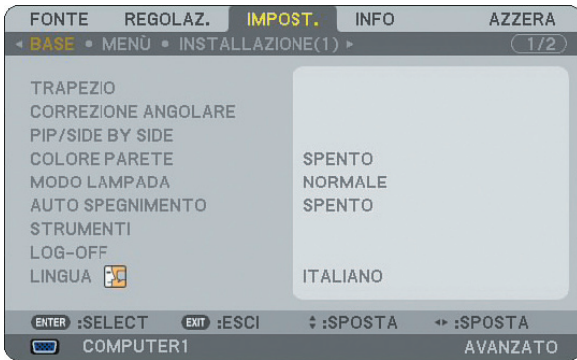 FONTE REGOLAZ. IMPOST. INFO AZZERA
BASE • MENÙ • INSTALLAZIONE(1) 1/2
TRAPEZIO
CORREZIONE ANGOLARE
PIP/SIDE BY SIDE
COLORE PARETE SPENTO
MODO LAMPADA NORMALE
AUTO SPEGNIMENTO SPENTO
STRUMENTI
LOG-OFF
LINGUA ITALIANO
ENTER :SELECT EXIT :ESCI :SPOSTA :SPOSTA
COMPUTER1 AVANZATO